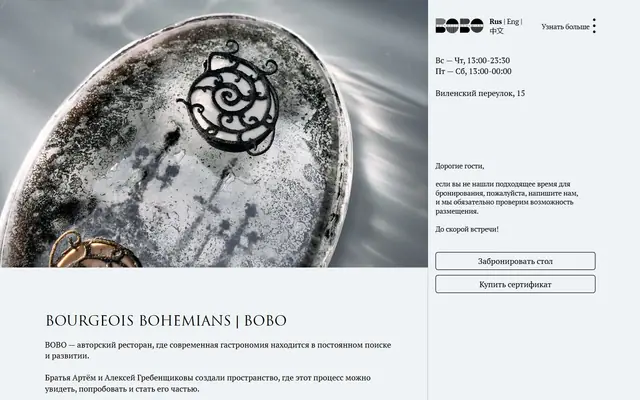 BOBO
Rus | Eng |
中文
Узнать больше
Вс — Чт, 13:00-23:30
Пт — Сб, 13:00-00:00
Виленский переулок, 15
Дорогие гости,
если вы не нашли подходящее время для
бронирования, пожалуйста, напишите нам,
и мы обязательно проверим возможность
размещения.
До скорой встречи!
Забронировать стол
Купить сертификат
BOURGEOIS BOHEMIANS | BOBO
BOBO — авторский ресторан, где современная гастрономия находится в постоянном поиске
и развитии.
Братья Артём и Алексей Гребенщиковы создали пространство, где этот процесс можно
увидеть, попробовать и стать его частью.